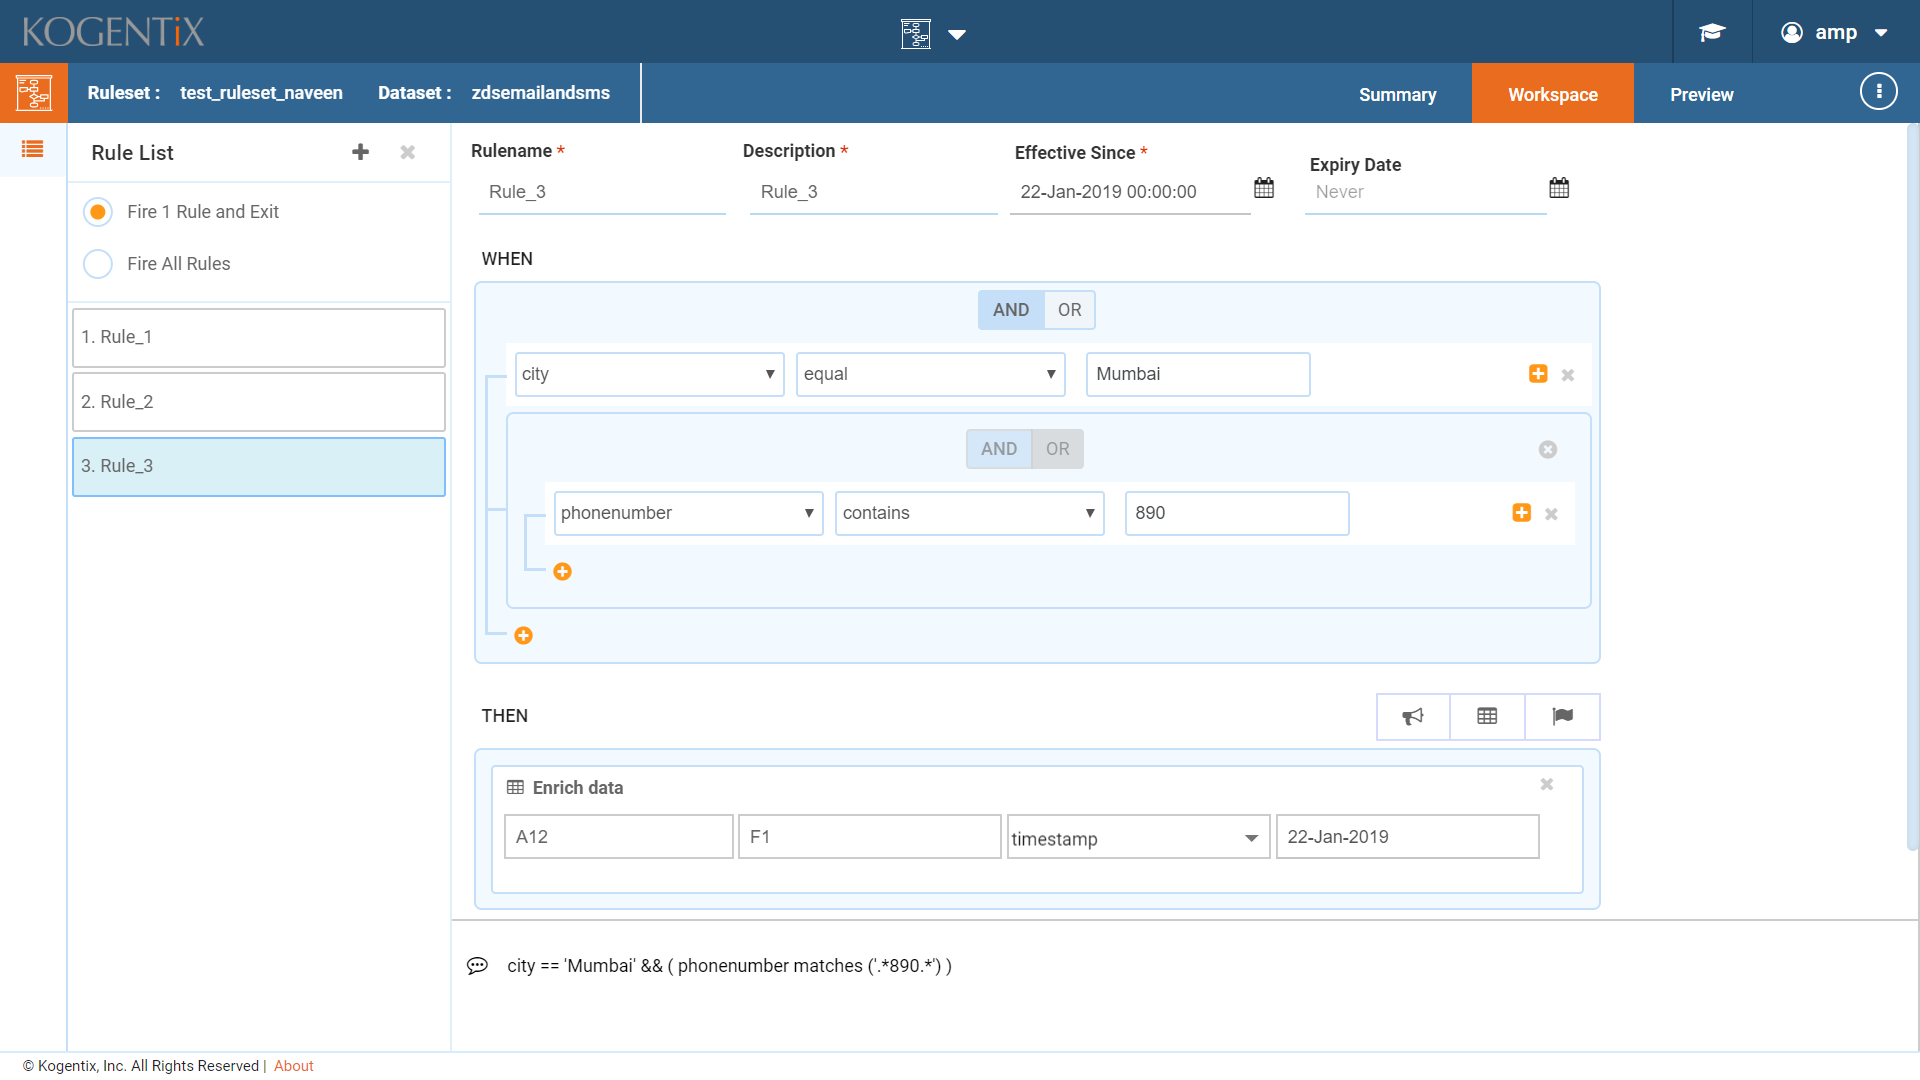 KOGENTiX
amp
Ruleset : test_ruleset_naveen Dataset : zdsemailandsms
Summary Workspace Preview
Rule List
Fire 1 Rule and Exit
Fire All Rules
1. Rule_1
2. Rule_2
3. Rule_3
Rulename * Description * Effective Since * Expiry Date
Rule_3 Rule_3 22-Jan-2019 00:00:00 Never
WHEN
AND OR
city equal Mumbai
AND OR
phonenumber contains 890
THEN
Enrich data
A12 F1 timestamp 22-Jan-2019
city == 'Mumbai' && ( phonenumber matches ('.*890.*') )
© Kogentix, Inc. All Rights Reserved | About